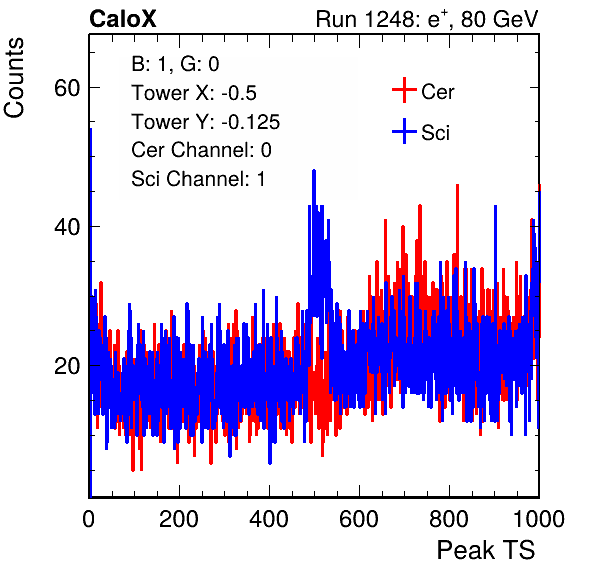 CaloX
Run 1248: e⁺, 80 GeV
Counts
B: 1, G: 0
Tower X: -0.5
Tower Y: -0.125
Cer Channel: 0
Sci Channel: 1
Cer
Sci
60
40
20
0 200 400 600 800 1000
Peak TS